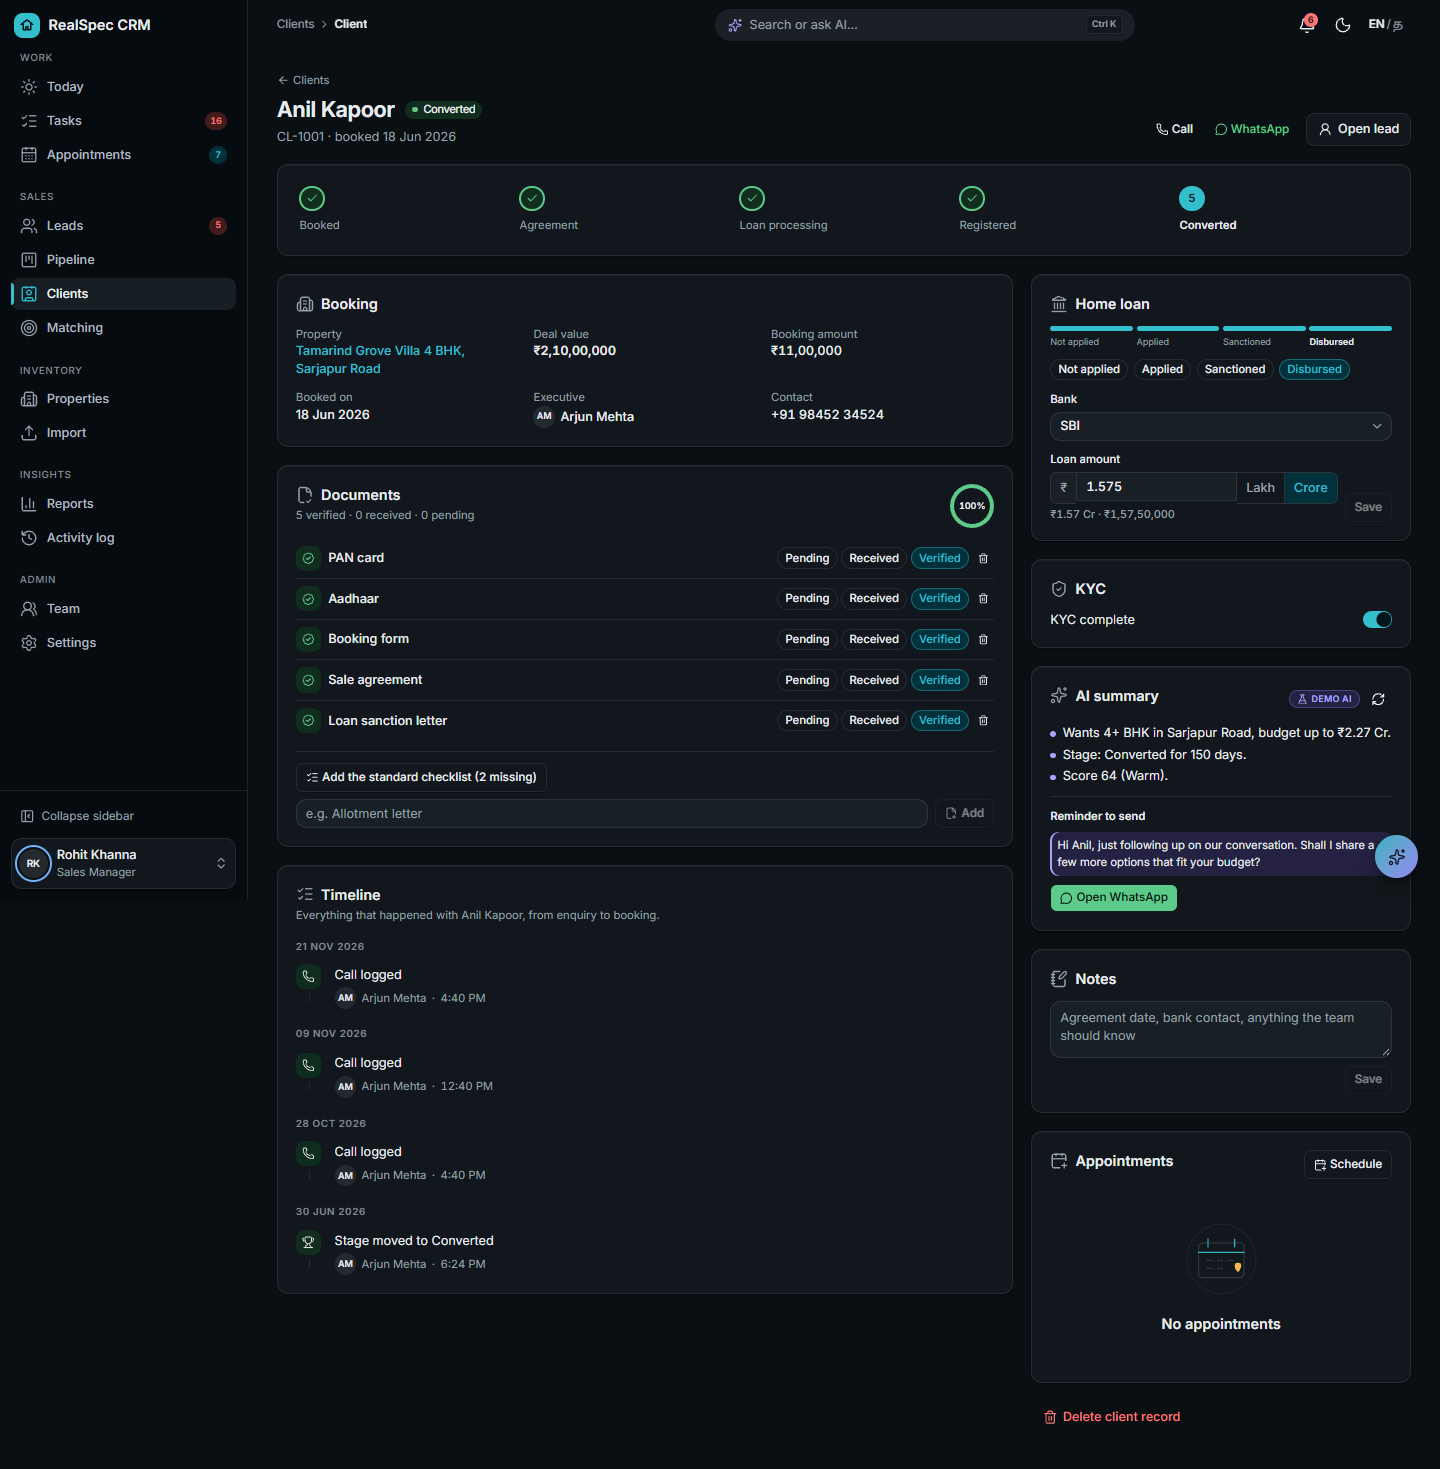 RealSpec CRM
WORK
Today
Tasks
16
Appointments
7
SALES
Leads
5
Pipeline
Clients
Matching
INVENTORY
Properties
Import
INSIGHTS
Reports
Activity log
ADMIN
Team
Settings
Collapse sidebar
RK
Rohit Khanna
Sales Manager
Clients > Client
Search or ask AI...
Ctrl K
6
EN / த
← Clients
Anil Kapoor
Converted
CL-1001 · booked 18 Jun 2026
Call
WhatsApp
Open lead
Booked
Agreement
Loan processing
Registered
5
Converted
Booking
Property
Deal value
Booking amount
Tamarind Grove Villa 4 BHK,
Sarjapur Road
₹2,10,00,000
₹11,00,000
Booked on
Executive
Contact
18 Jun 2026
AM Arjun Mehta
+91 98452 34524
Documents
5 verified · 0 received · 0 pending
100%
PAN card
Pending Received Verified
Aadhaar
Pending Received Verified
Booking form
Pending Received Verified
Sale agreement
Pending Received Verified
Loan sanction letter
Pending Received Verified
Add the standard checklist (2 missing)
e.g. Allotment letter
Add
Timeline
Everything that happened with Anil Kapoor, from enquiry to booking.
21 NOV 2026
Call logged
AM Arjun Mehta · 4:40 PM
09 NOV 2026
Call logged
AM Arjun Mehta · 12:40 PM
28 OCT 2026
Call logged
AM Arjun Mehta · 4:40 PM
30 JUN 2026
Stage moved to Converted
AM Arjun Mehta · 6:24 PM
Home loan
Not applied
Applied
Sanctioned
Disbursed
Not applied Applied Sanctioned Disbursed
Bank
SBI
Loan amount
₹ 1.575 Lakh Crore
₹1.57 Cr · ₹1,57,50,000
Save
KYC
KYC complete
AI summary
DEMO AI
Wants 4+ BHK in Sarjapur Road, budget up to ₹2.27 Cr.
Stage: Converted for 150 days.
Score 64 (Warm).
Reminder to send
Hi Anil, just following up on our conversation. Shall I share a
few more options that fit your budget?
Open WhatsApp
Notes
Agreement date, bank contact, anything the team
should know
Save
Appointments
Schedule
No appointments
Delete client record